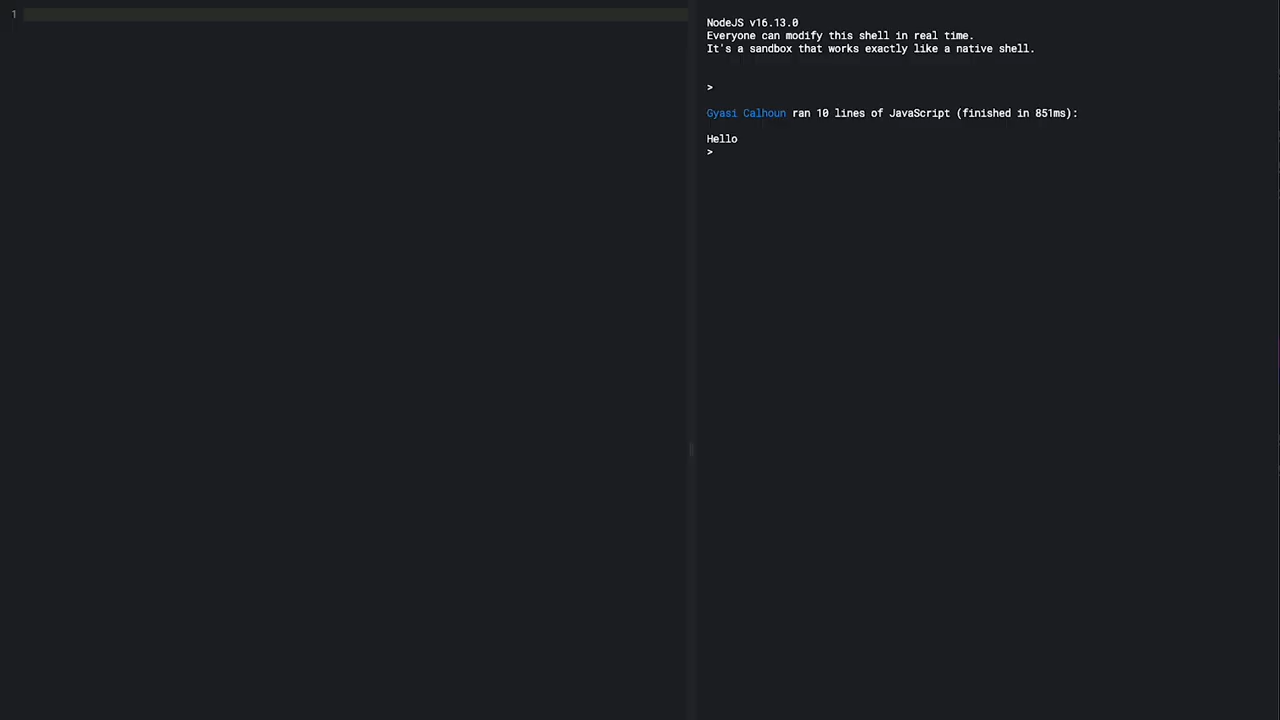 1
NodeJS v16.13.0
Everyone can modify this shell in real time.
It's a sandbox that works exactly like a native shell.
>
Gyasi Calhoun ran 10 lines of JavaScript (finished in 851ms):
Hello
>